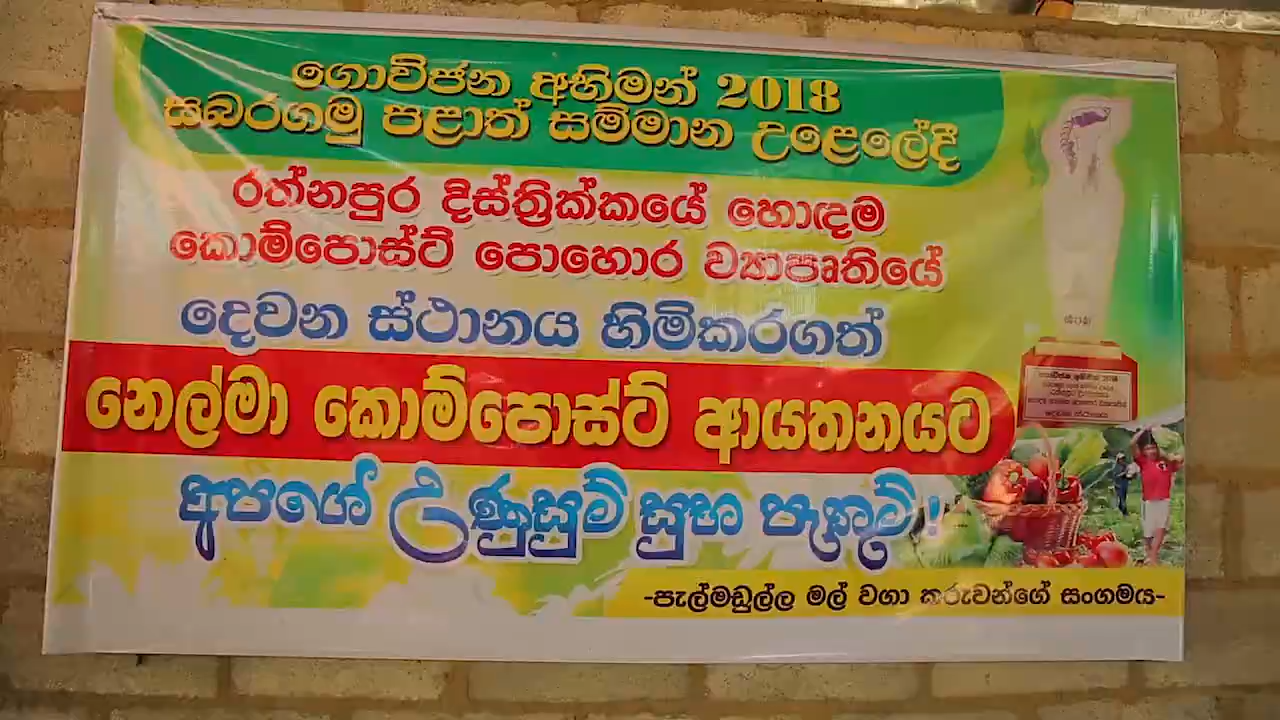 ගොවිජන අභිමන් 2018
සබරගමු පළාත් සම්මාන උළෙලේදී
රත්නපුර දිස්ත්‍රික්කයේ හොඳම
කොම්පොස්ට් පොහොර ව්‍යාපෘතියේ
දෙවන ස්ථානය හිමිකරගත්
නෙල්මා කොම්පොස්ට් ආයතනයට
අපගේ උණුසුම් සුභ පැතුම් !
-පැල්මඩුල්ල මල් වගා කරුවන්ගේ සංගමය-